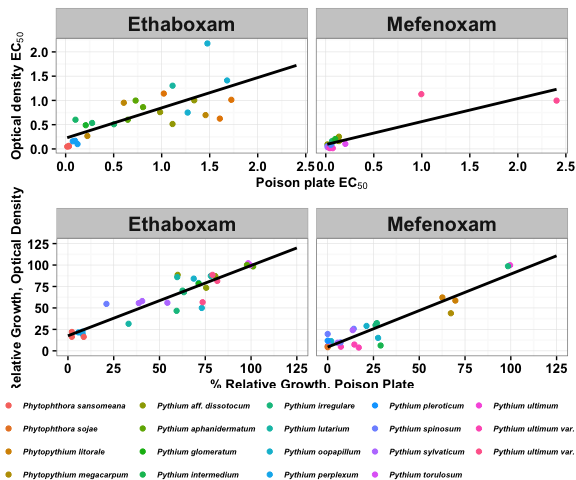 Ethaboxam Mefenoxam
Optical density EC50
2.0
1.5
1.0
0.5
0.0
0.0 0.5 1.0 1.5 2.0 2.5 0.0 0.5 1.0 1.5 2.0 2.5
Poison plate EC50
Ethaboxam Mefenoxam
Relative Growth, Optical Density
125
100
75
50
25
0
0 25 50 75 100 125 0 25 50 75 100 125
% Relative Growth, Poison Plate
Phytophthora sansomeana Pythium aff. dissotocum Pythium irregulare Pythium pleroticum Pythium ultimum
Phytophthora sojae Pythium aphanidermatum Pythium lutarium Pythium spinosum Pythium ultimum var.
Phytopythium litorale Pythium glomeratum Pythium oopapillum Pythium sylvaticum Pythium ultimum var.
Phytopythium megacarpum Pythium intermedium Pythium perplexum Pythium torulosum